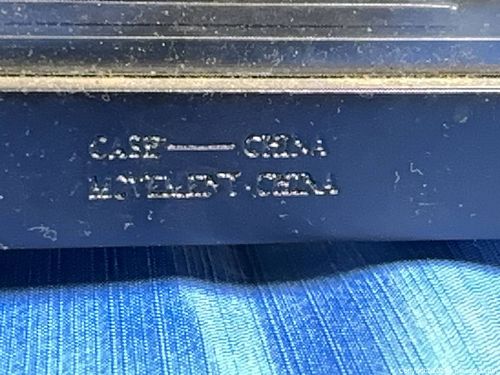 CASE — CHINA
MOVEMENT - CHINA